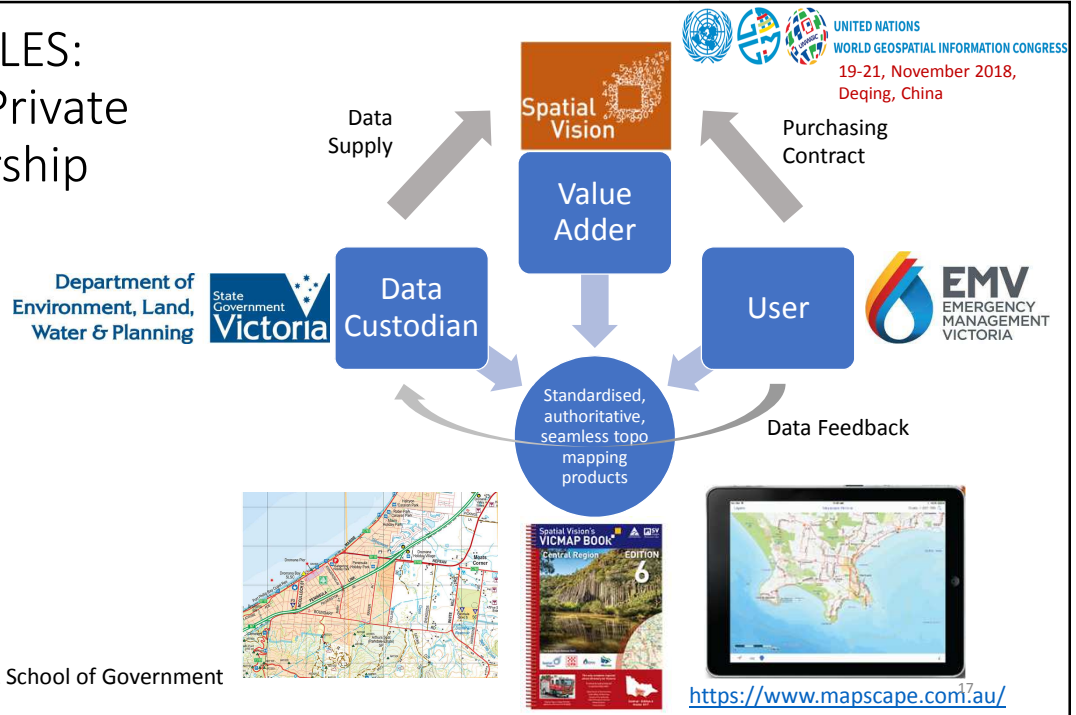 LES:
Private
rship
UNITED NATIONS
WORLD GEOSPATIAL INFORMATION CONGRESS
19-21, November 2018,
Deqing, China
Data
Supply
Spatial
Vision
Purchasing
Contract
Value
Adder
Department of
Environment, Land,
Water & Planning
State
Government
Victoria
Data
Custodian
User
EMV
EMERGENCY
MANAGEMENT
VICTORIA
Standardised,
authoritative,
seamless topo
mapping
products
Data Feedback
Spatial Vision's
VICMAP BOOK
Central Region
EDITION
6
Moats
Corner
School of Government
https://www.mapscape.com.au/
17